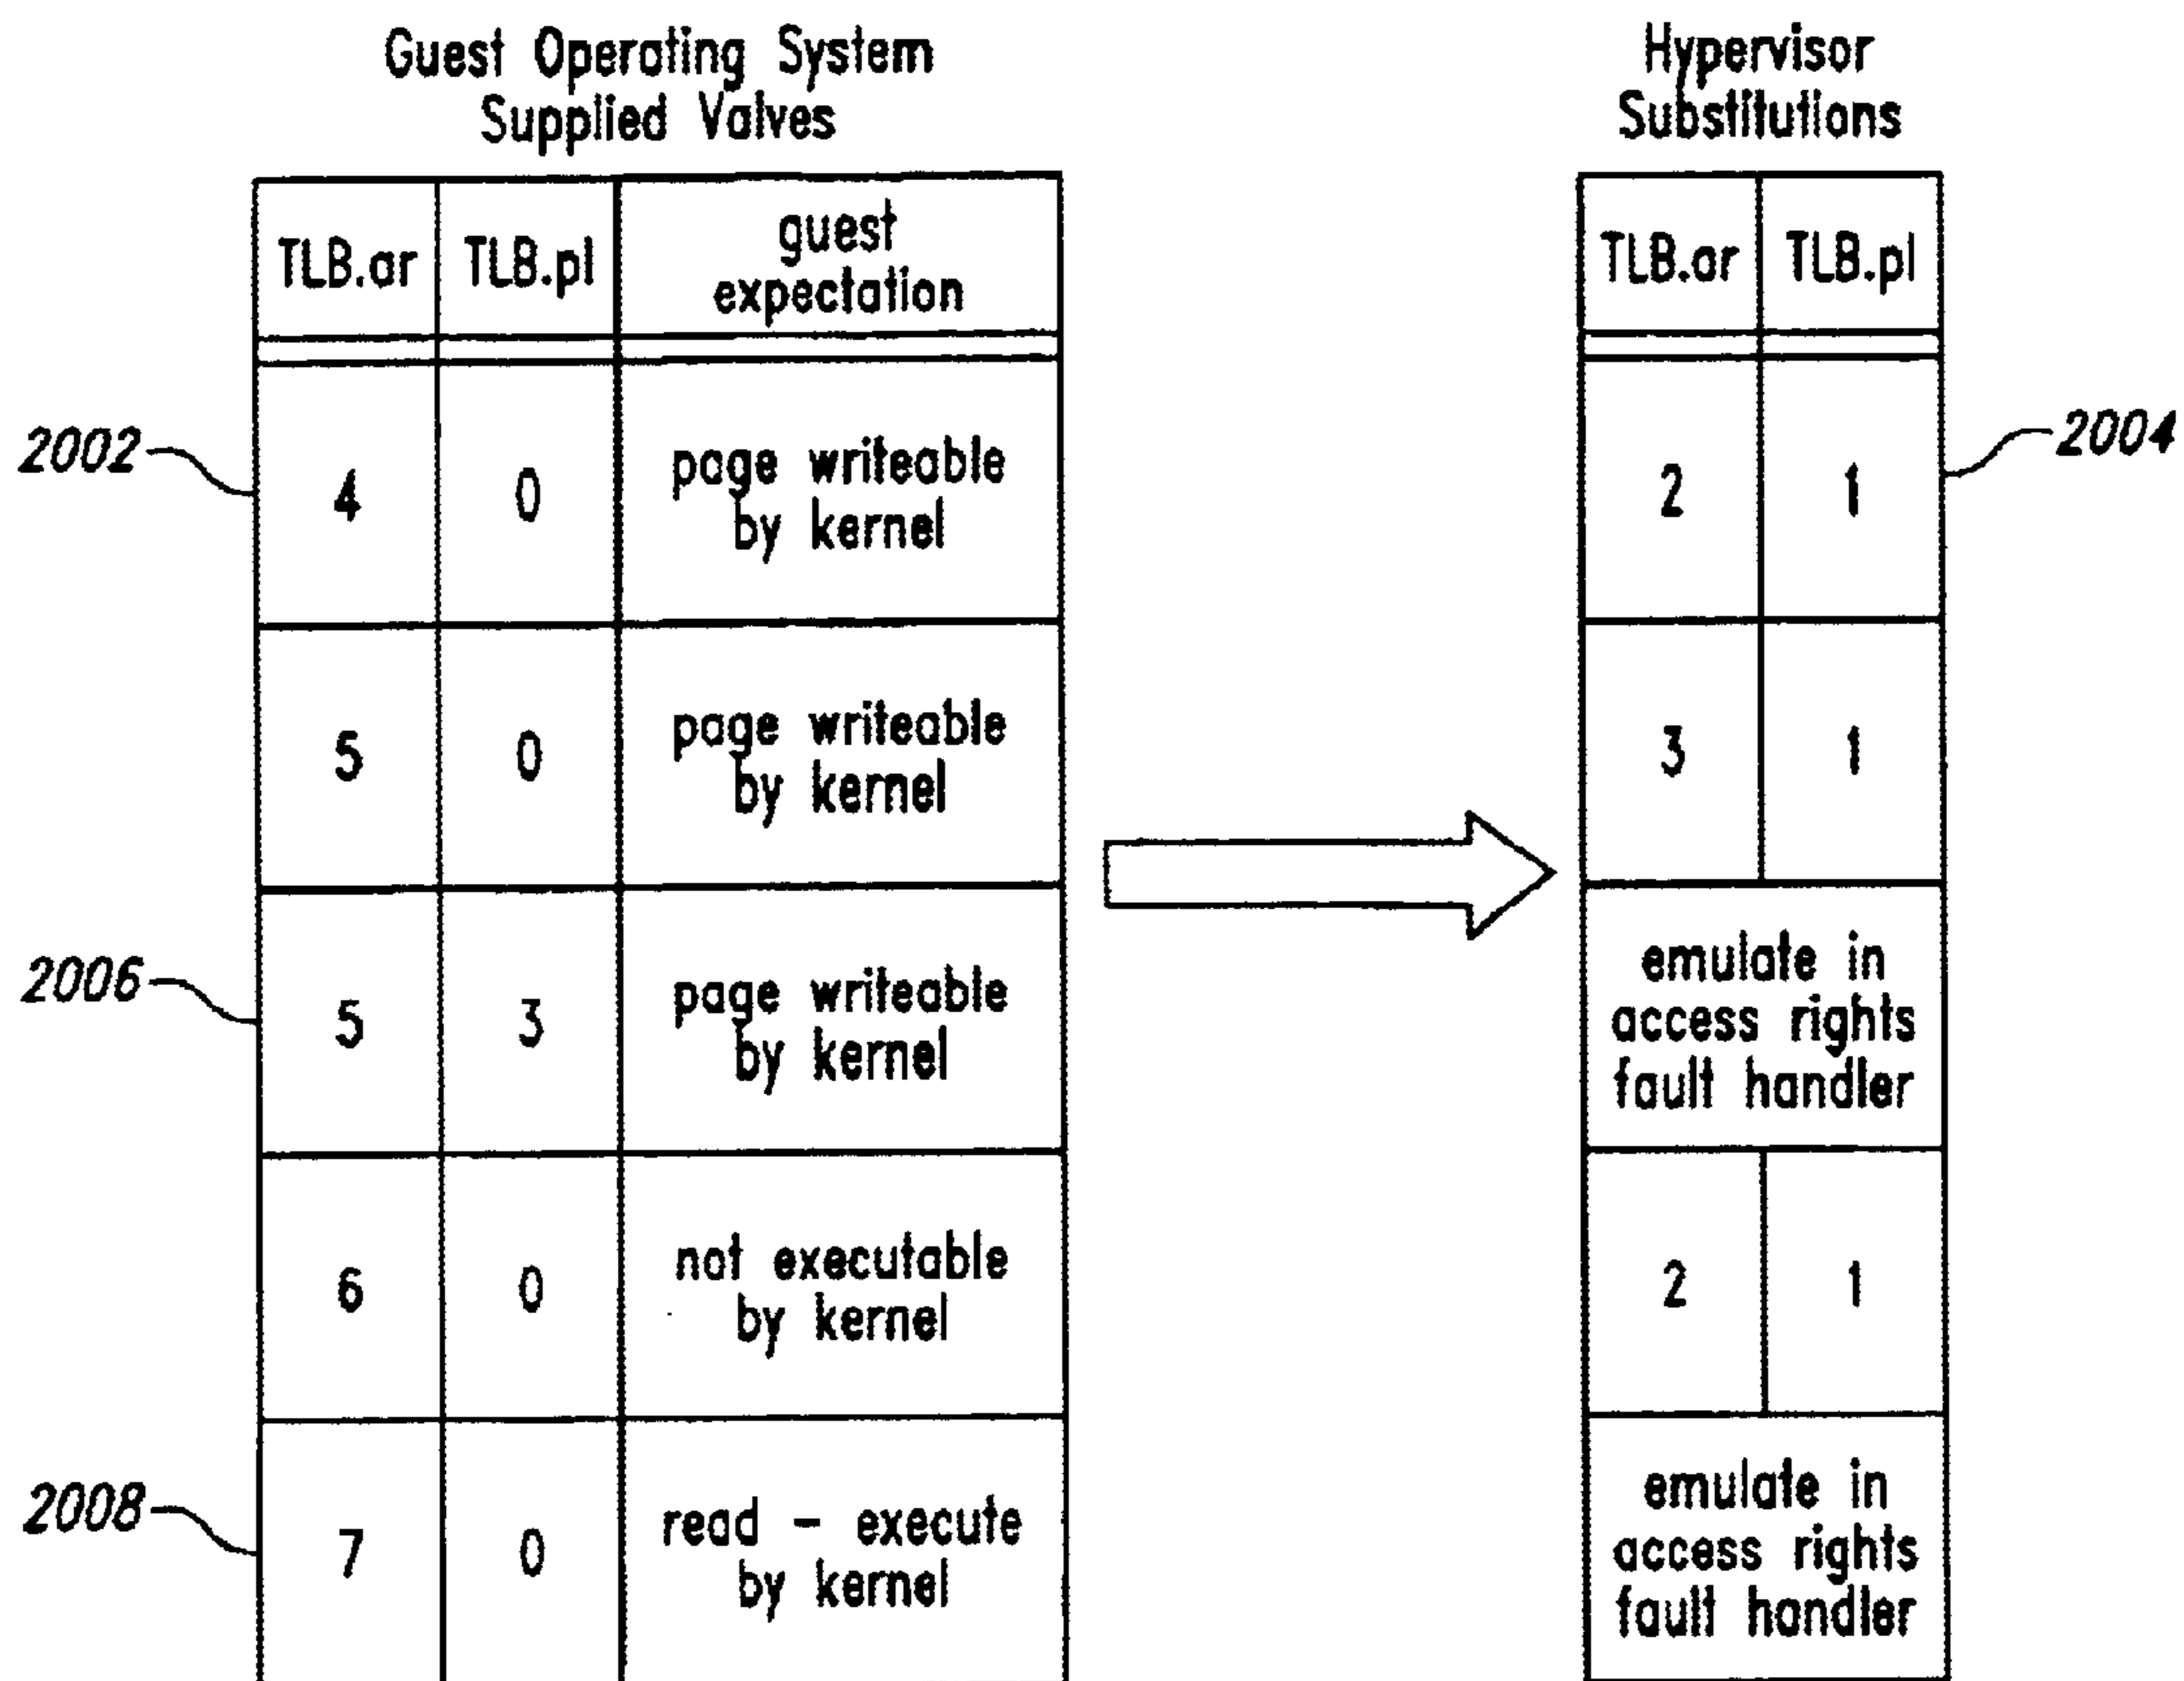 Guest Operating System
Supplied Valves
Hypervisor
Substitutions
TLB.ar TLB.pl guest
expectation
TLB.ar TLB.pl
2002
4 0 page writeable
by kernel
2 1
2004
5 0 page writeable
by kernel
3 1
2006
5 3 page writeable
by kernel
emulate in
access rights
fault handler
6 0 not executable
by kernel
2 1
2008
7 0 read - execute
by kernel
emulate in
access rights
fault handler